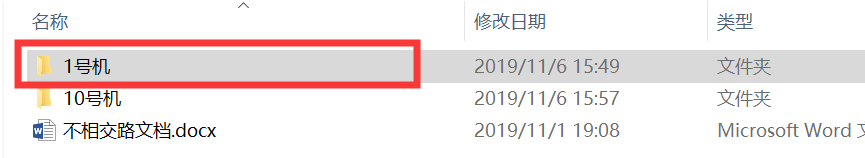 名称 修改日期 类型
1号机 2019/11/6 15:49 文件夹
10号机 2019/11/6 15:57 文件夹
不相交路文档.docx 2019/11/1 19:08 Microsoft Word